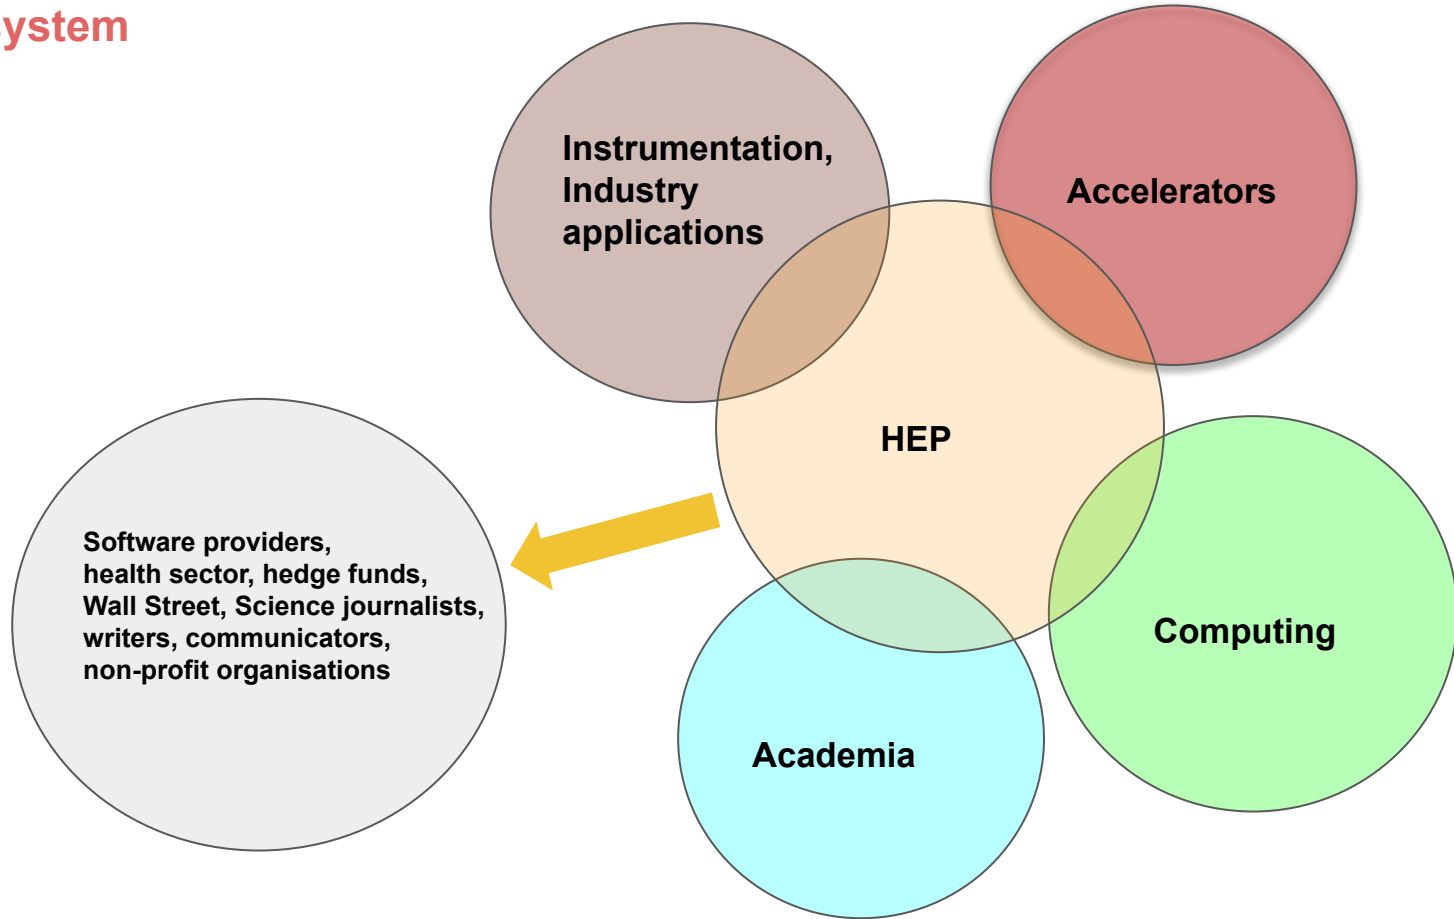 ystem
Instrumentation,
Industry
applications
Accelerators
HEP
Software providers,
health sector, hedge funds,
Wall Street, Science journalists,
writers, communicators,
non-profit organisations
Computing
Academia